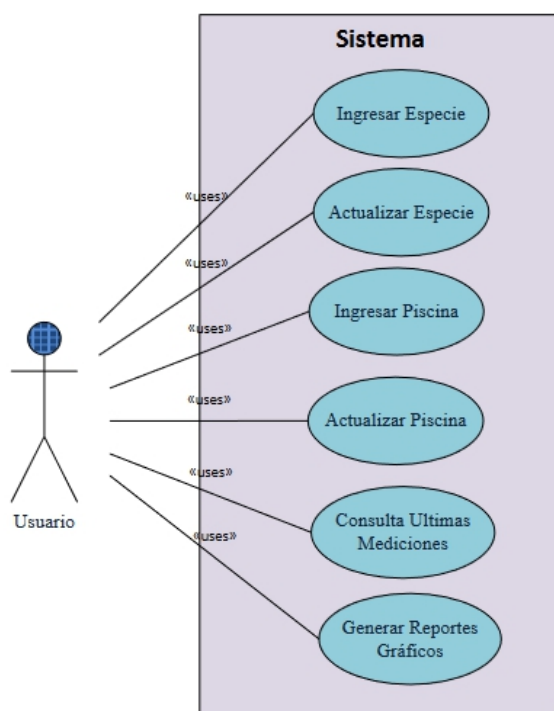 Sistema
Ingresar Especie
«uses»
Actualizar Especie
«uses»
Ingresar Piscina
«uses»
Actualizar Piscina
«uses»
Consulta Ultimas
Mediciones
«uses»
Generar Reportes
Gráficos
«uses»
Usuario